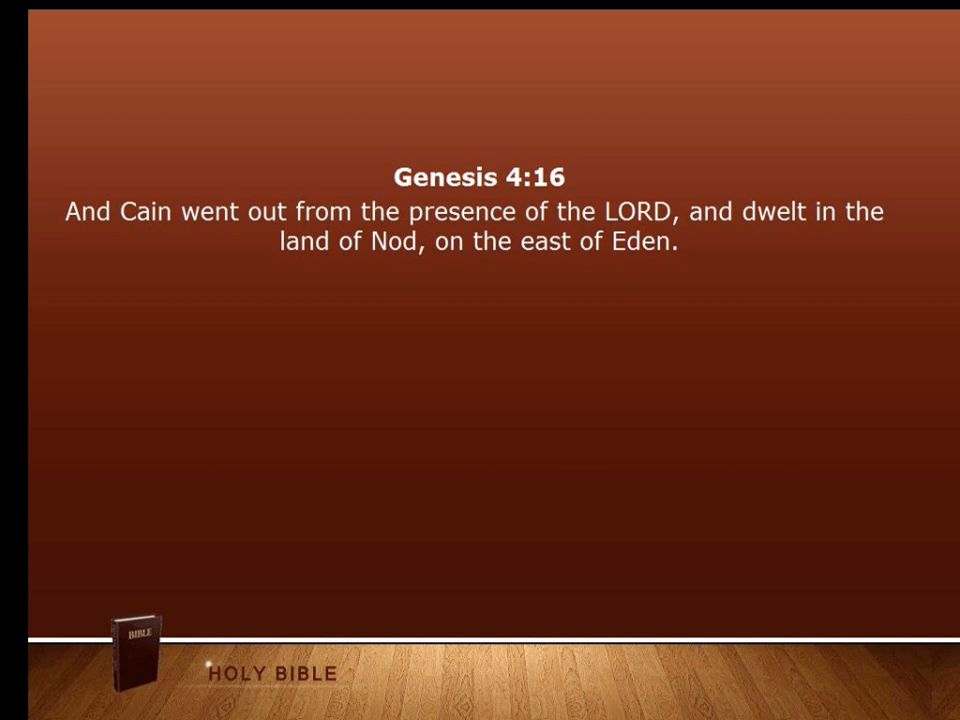 Genesis 4:16
And Cain went out from the presence of the LORD, and dwelt in the
land of Nod, on the east of Eden.
BIBLE
HOLY BIBLE